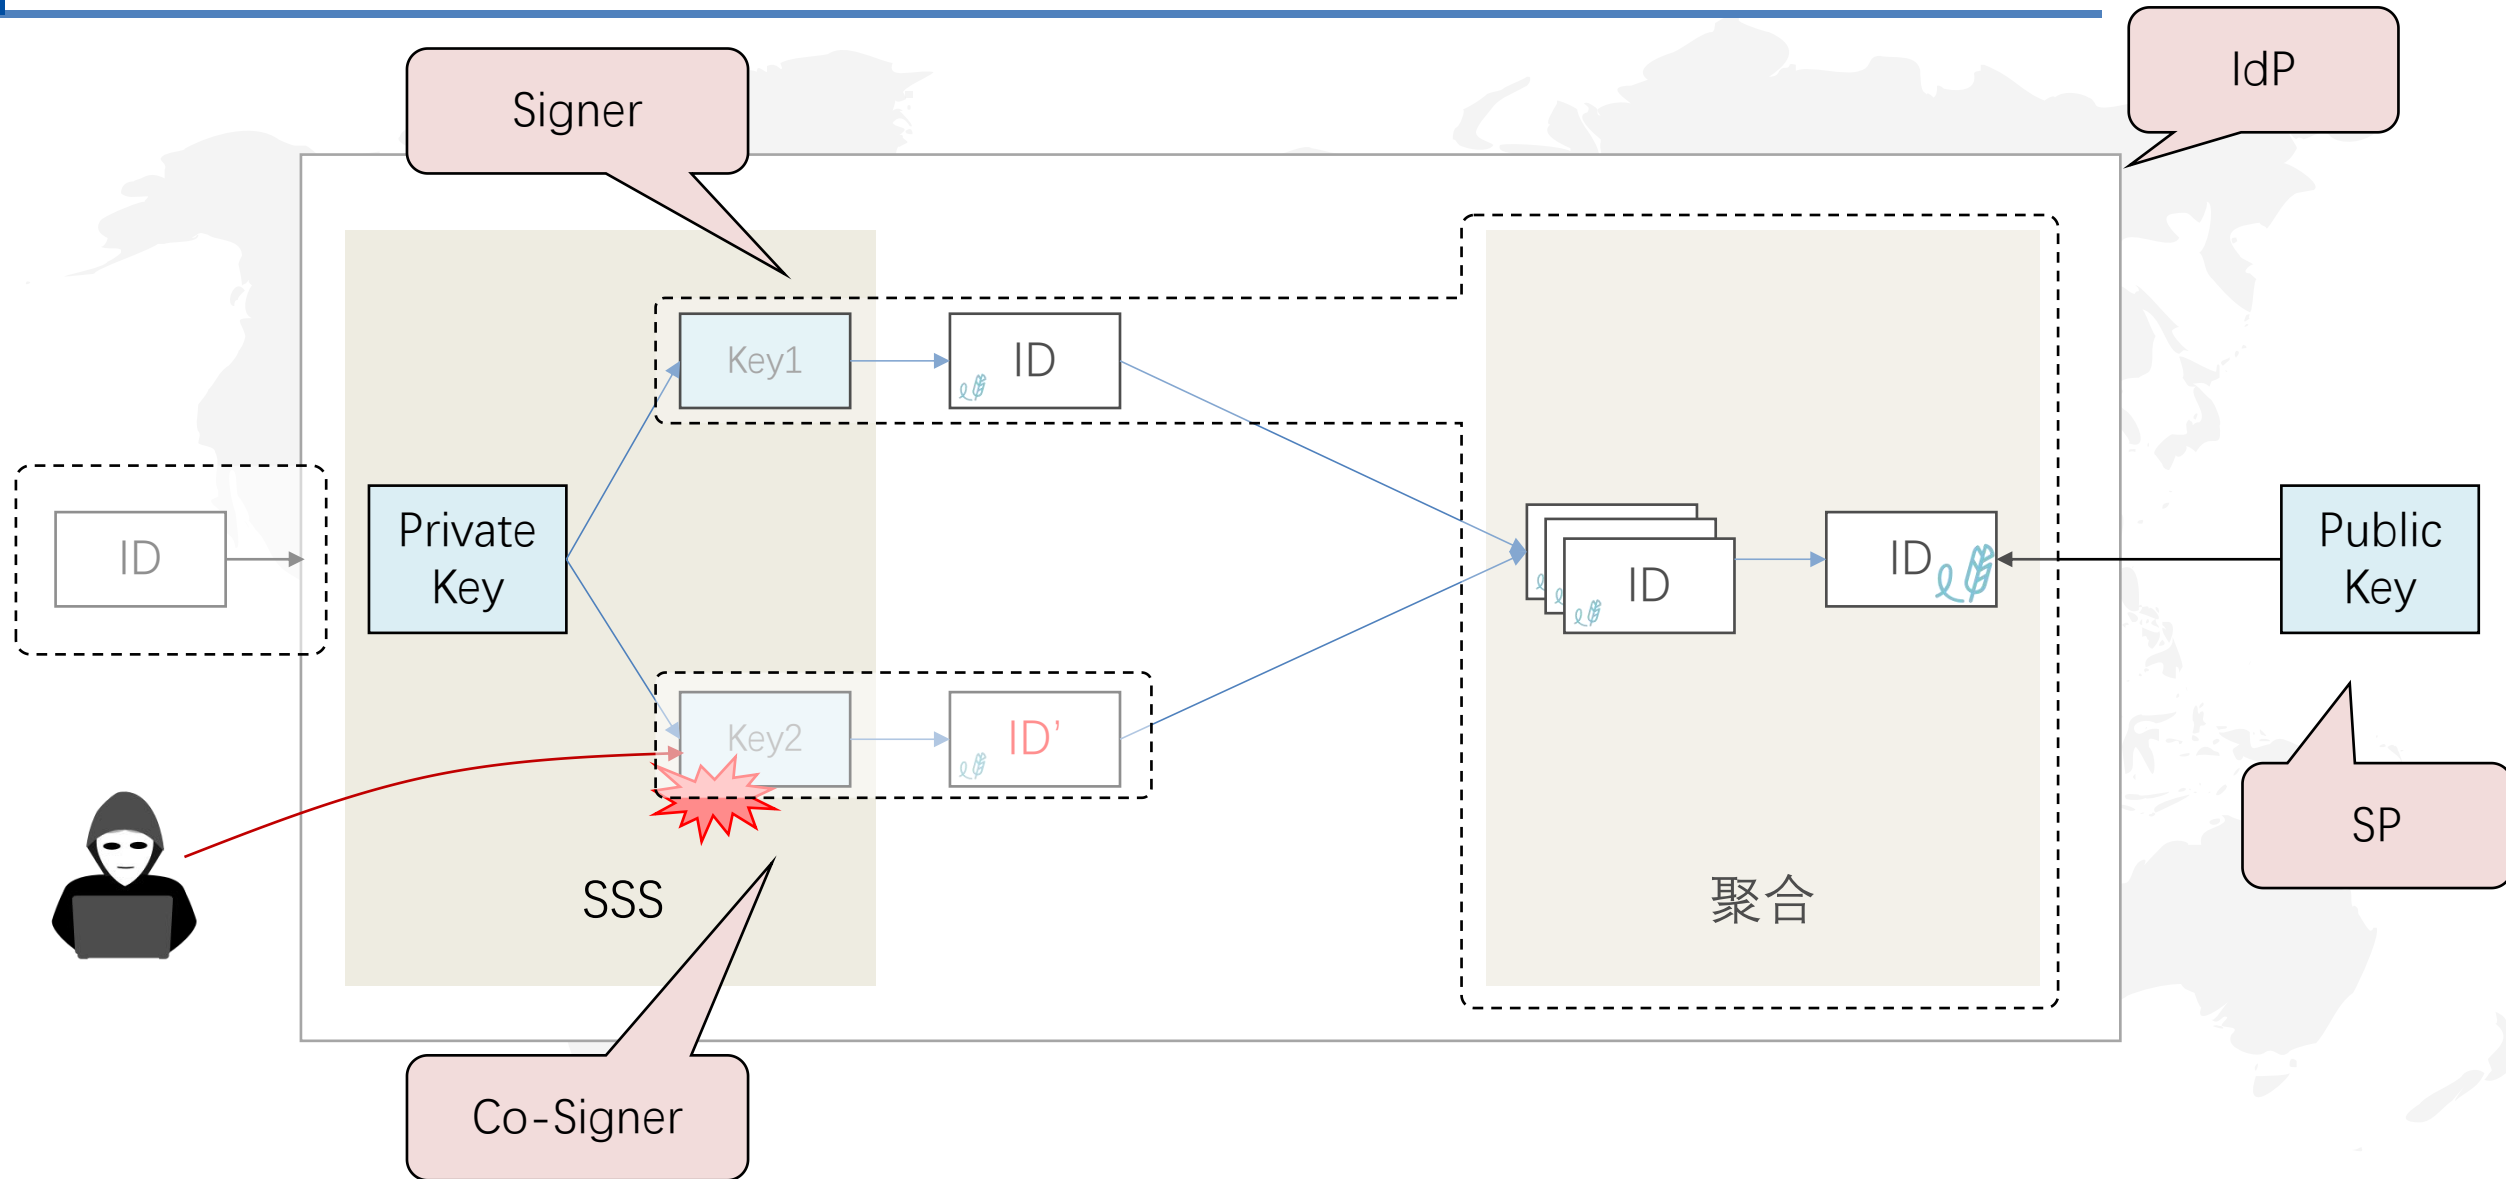 Signer
IdP
Key1
ID
ID
Private
Key
ID
ID
Public
Key
Key2
ID’
SSS
聚合
SP
Co-Signer